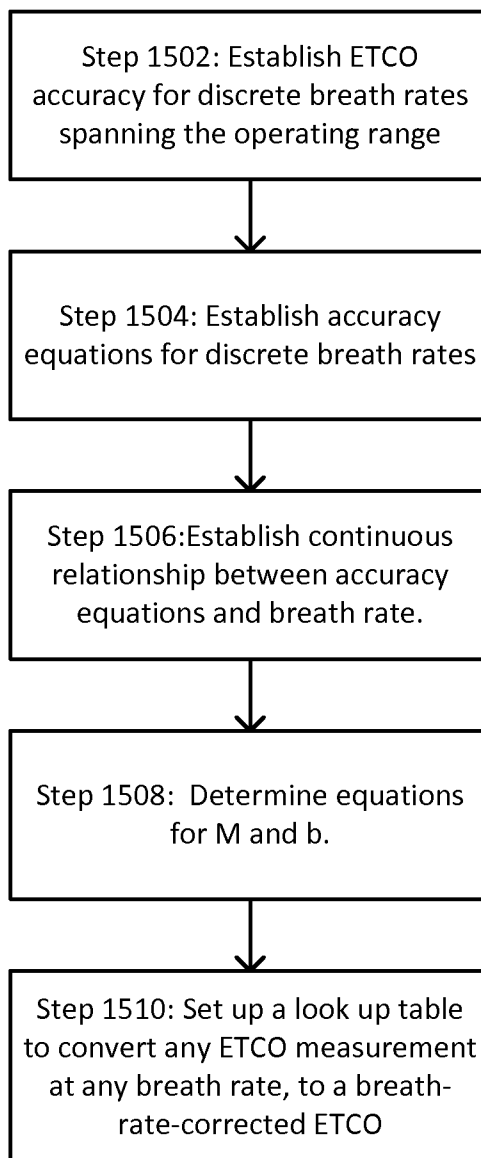 Step 1502: Establish ETCO
accuracy for discrete breath rates
spanning the operating range
Step 1504: Establish accuracy
equations for discrete breath rates
Step 1506:Establish continuous
relationship between accuracy
equations and breath rate.
Step 1508:  Determine equations
for M and b.
Step 1510: Set up a look up table
to convert any ETCO measurement
at any breath rate, to a breath-
rate-corrected ETCO